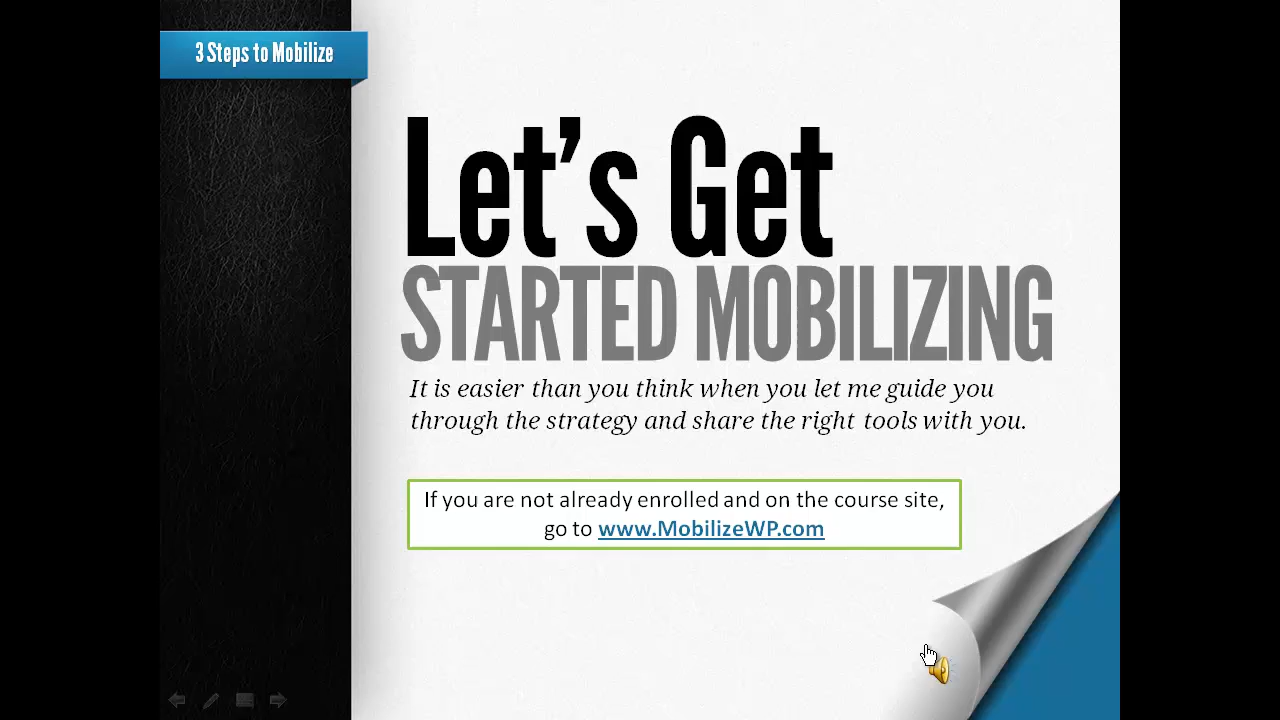 3 Steps to Mobilize
Let's Get
STARTED MOBILIZING
It is easier than you think when you let me guide you
through the strategy and share the right tools with you.
If you are not already enrolled and on the course site,
go to www.MobilizeWP.com